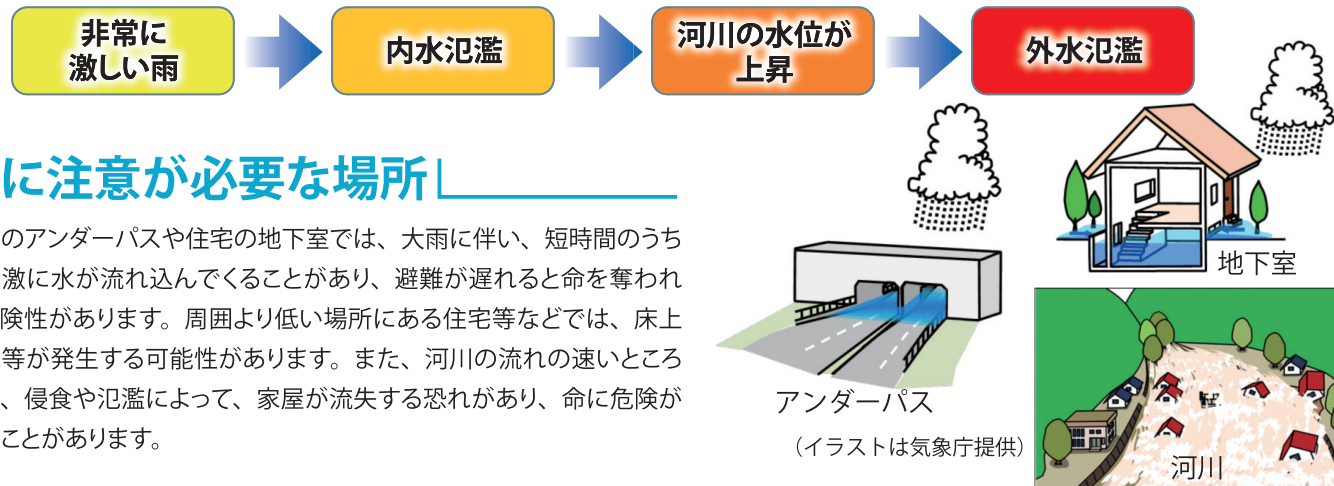 非常に
激しい雨
内水氾濫
河川の水位が
上昇
外水氾濫
に注意が必要な場所
のアンダーパスや住宅の地下室では、大雨に伴い、短時間のうち
激に水が流れ込んでくることがあり、避難が遅れると命を奪われ
険性があります。周囲より低い場所にある住宅等などでは、床上
等が発生する可能性があります。また、河川の流れの速いところ
、侵食や氾濫によって、家屋が流失する恐れがあり、命に危険が
ことがあります。
地下室
アンダーパス
（イラストは気象庁提供）
河川